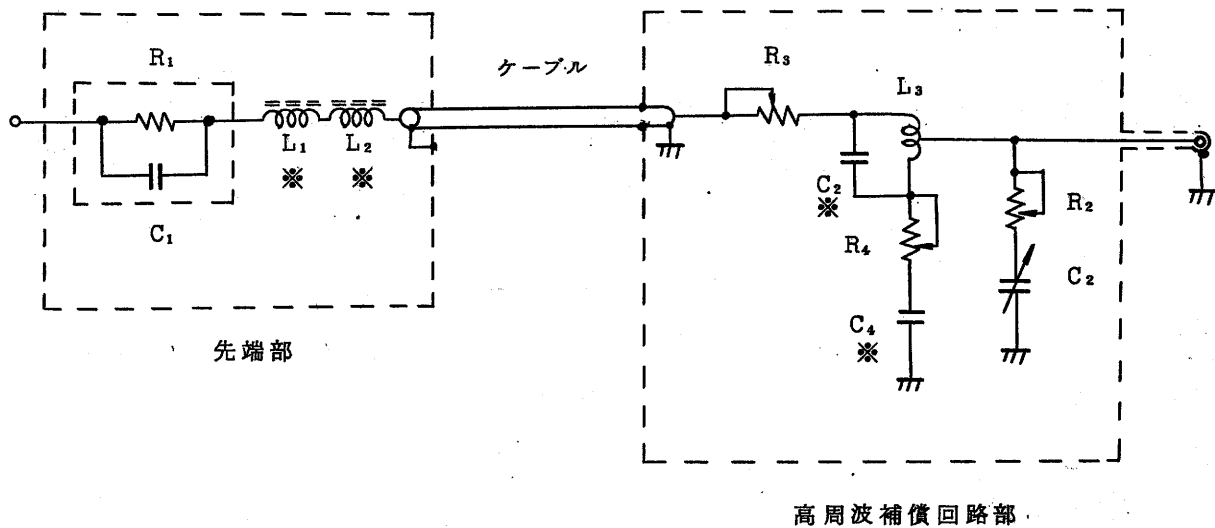 R₁
C₁
L₁
※
L₂
※
先端部
ケーブル
R₃
L₃
C₂
※
R₄
C₄
※
R₂
C₂
高周波補償回路部